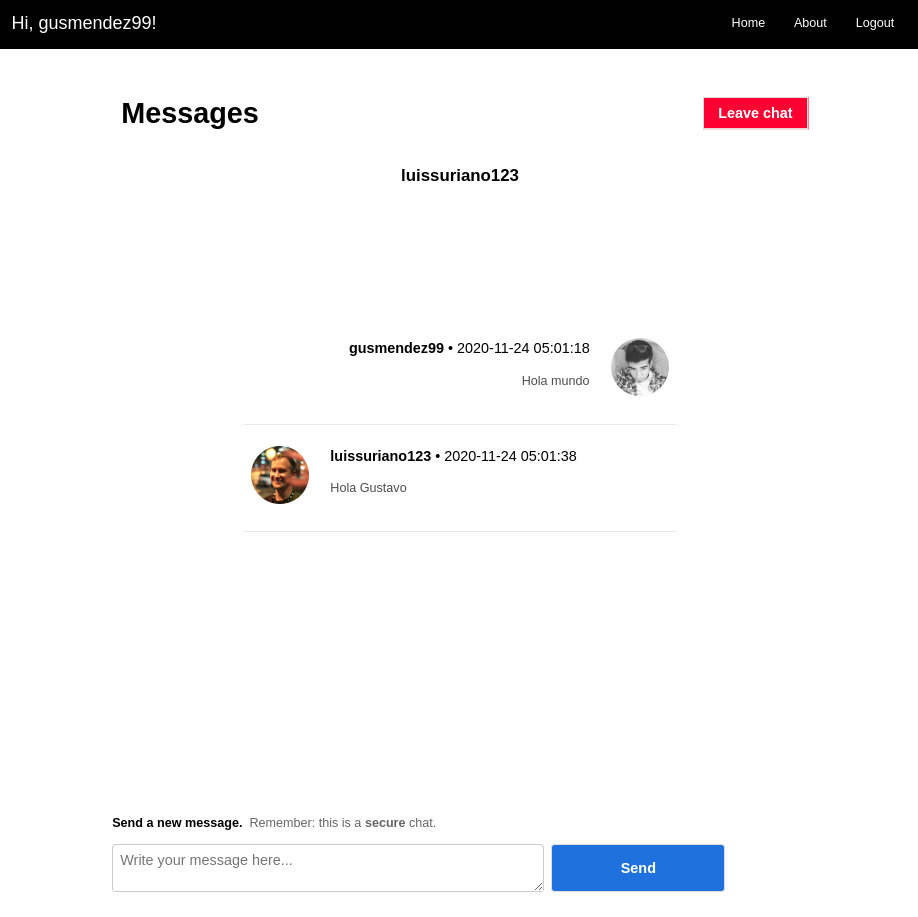 Hi, gusmendez99!
Home About Logout
Messages
Leave chat
luissuriano123
gusmendez99 • 2020-11-24 05:01:18
Hola mundo
luissuriano123 • 2020-11-24 05:01:38
Hola Gustavo
Send a new message. Remember: this is a secure chat.
Write your message here...
Send